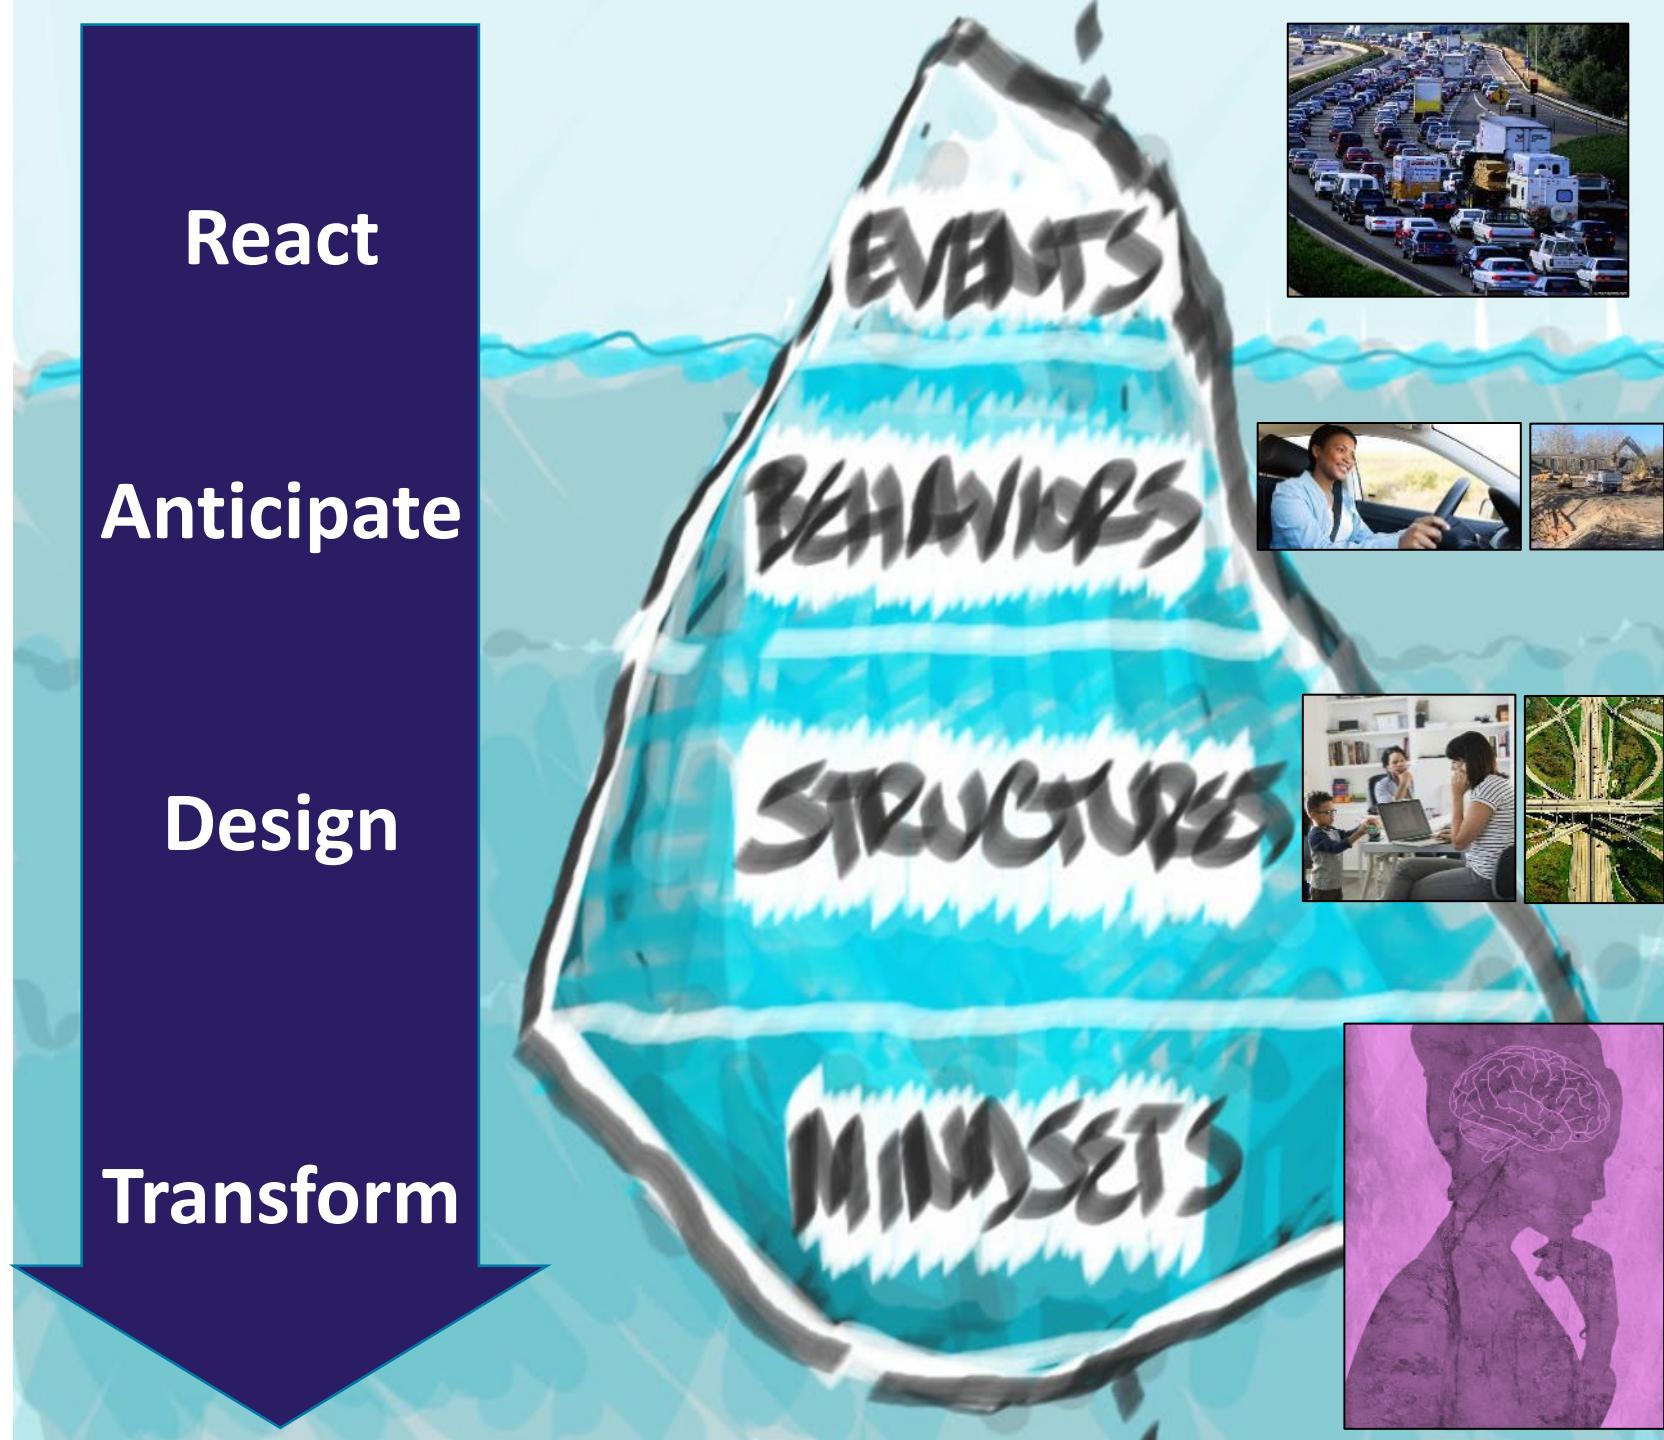 React
EVENTS
Anticipate
BEHAVIORS
Design
STRUCTURES
Transform
MINDSETS